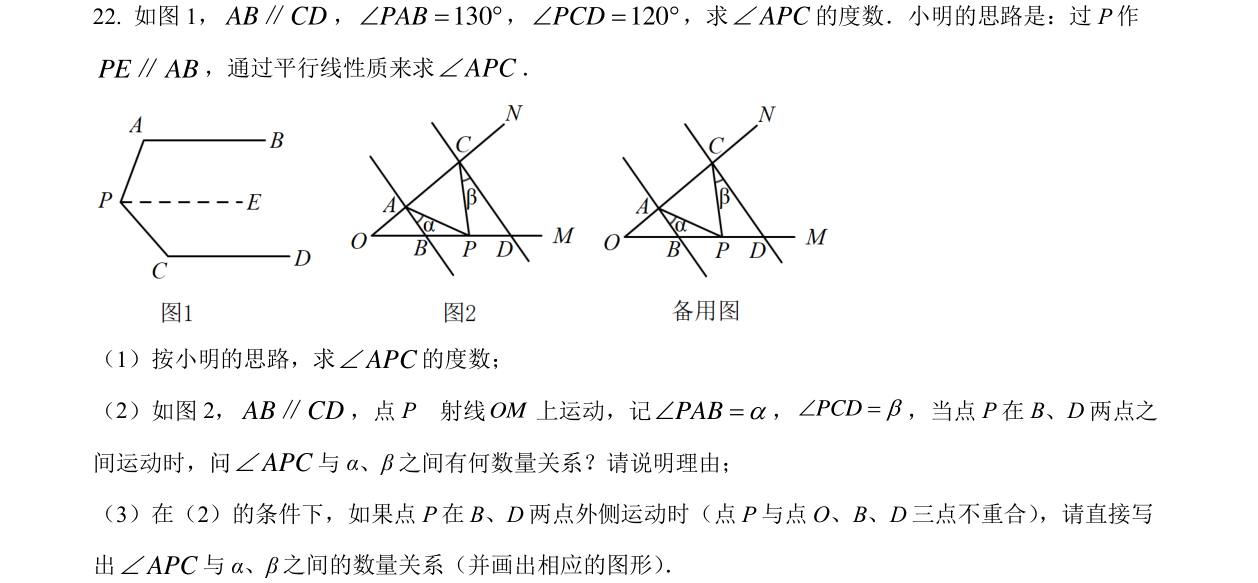 22. 如图1，AB∥CD，∠PAB=130°，∠PCD=120°，求∠APC的度数．小明的思路是：过P作
PE∥AB，通过平行线性质来求∠APC．
A
B
P
E
C
D
图1
N
C
β
A
α
O
B
P
D
M
图2
N
C
β
A
α
O
B
P
D
M
备用图
（1）按小明的思路，求∠APC的度数；
（2）如图2，AB∥CD，点P 射线OM上运动，记∠PAB=α，∠PCD=β，当点P在B、D两点之
间运动时，问∠APC与α、β之间有何数量关系？请说明理由；
（3）在（2）的条件下，如果点P在B、D两点外侧运动时（点P与点O、B、D三点不重合），请直接写
出∠APC与α、β之间的数量关系（并画出相应的图形）．